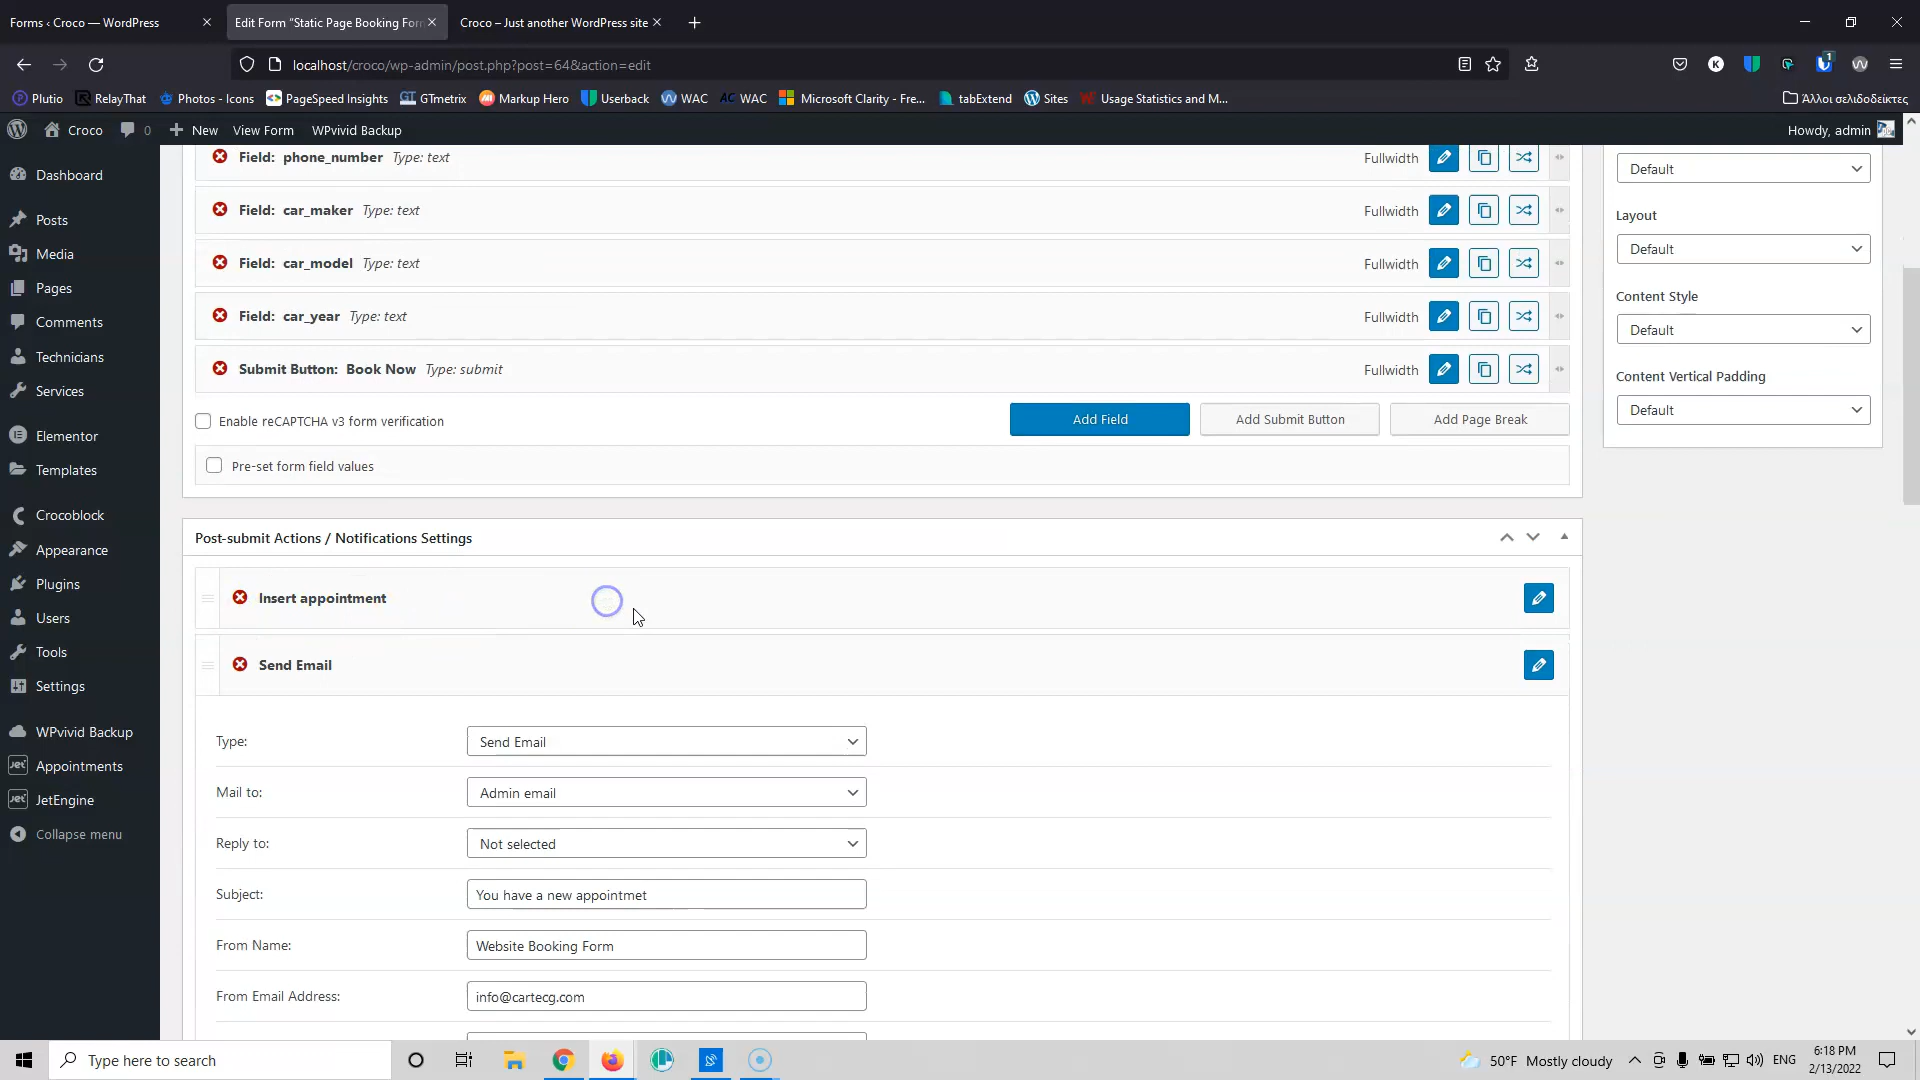 Forms ‹ Croco — WordPress
Edit Form "Static Page Booking For
Croco – Just another WordPress site
localhost/croco/wp-admin/post.php?post=64&action=edit
Plutio
RelayThat
Photos - Icons
PageSpeed Insights
GTmetrix
Markup Hero
Userback
WAC
WAC
Microsoft Clarity - Fre...
tabExtend
Sites
Usage Statistics and M...
Άλλοι σελιδοδείκτες
Croco
0
New
View Form
WPvivid Backup
Howdy, admin
Dashboard
Posts
Media
Pages
Comments
Technicians
Services
Elementor
Templates
Crocoblock
Appearance
Plugins
Users
Tools
Settings
WPvivid Backup
Appointments
JetEngine
Collapse menu
Field: phone_number Type: text
Fullwidth
Field: car_maker Type: text
Fullwidth
Field: car_model Type: text
Fullwidth
Field: car_year Type: text
Fullwidth
Submit Button: Book Now Type: submit
Fullwidth
Enable reCAPTCHA v3 form verification
Add Field
Add Submit Button
Add Page Break
Pre-set form field values
Post-submit Actions / Notifications Settings
Insert appointment
Send Email
Type:
Send Email
Mail to:
Admin email
Reply to:
Not selected
Subject:
You have a new appointmet
From Name:
Website Booking Form
From Email Address:
info@cartecg.com
Default
Layout
Default
Content Style
Default
Content Vertical Padding
Default
Type here to search
50°F Mostly cloudy
ENG
6:18 PM
2/13/2022